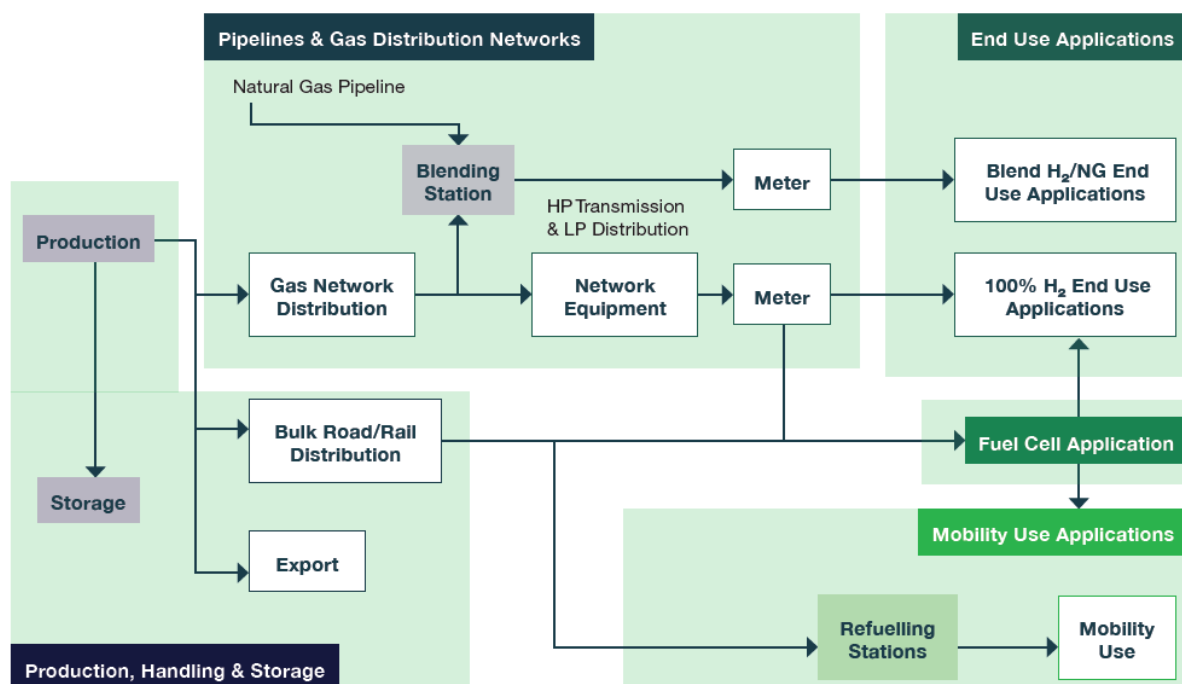 Pipelines & Gas Distribution Networks
End Use Applications
Natural Gas Pipeline
Blending
Station
Meter
Blend H₂/NG End
Use Applications
HP Transmission
& LP Distribution
Production
Gas Network
Distribution
Network
Equipment
Meter
100% H₂ End Use
Applications
Bulk Road/Rail
Distribution
Fuel Cell Application
Storage
Mobility Use Applications
Export
Refuelling
Stations
Mobility
Use
Production, Handling & Storage